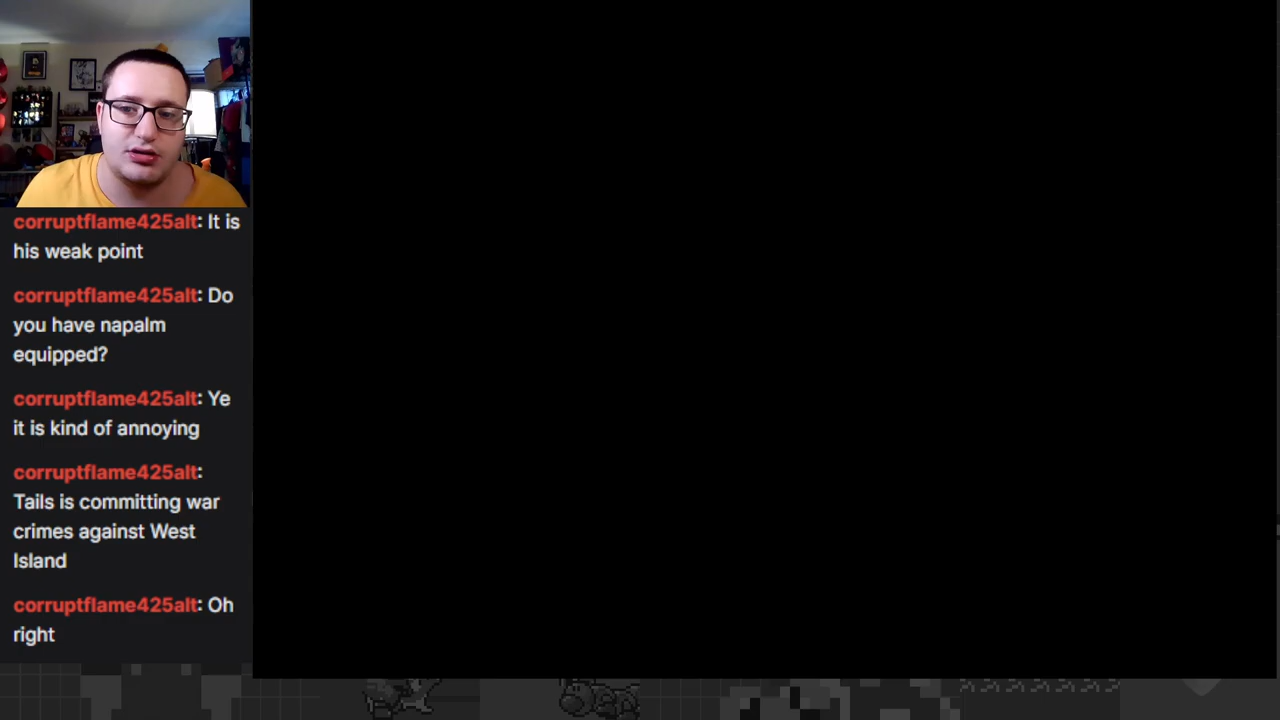 corruptflame425alt: It is
his weak point
corruptflame425alt: Do
you have napalm
equipped?
corruptflame425alt: Ye
it is kind of annoying
corruptflame425alt:
Tails is committing war
crimes against West
Island
corruptflame425alt: Oh
right